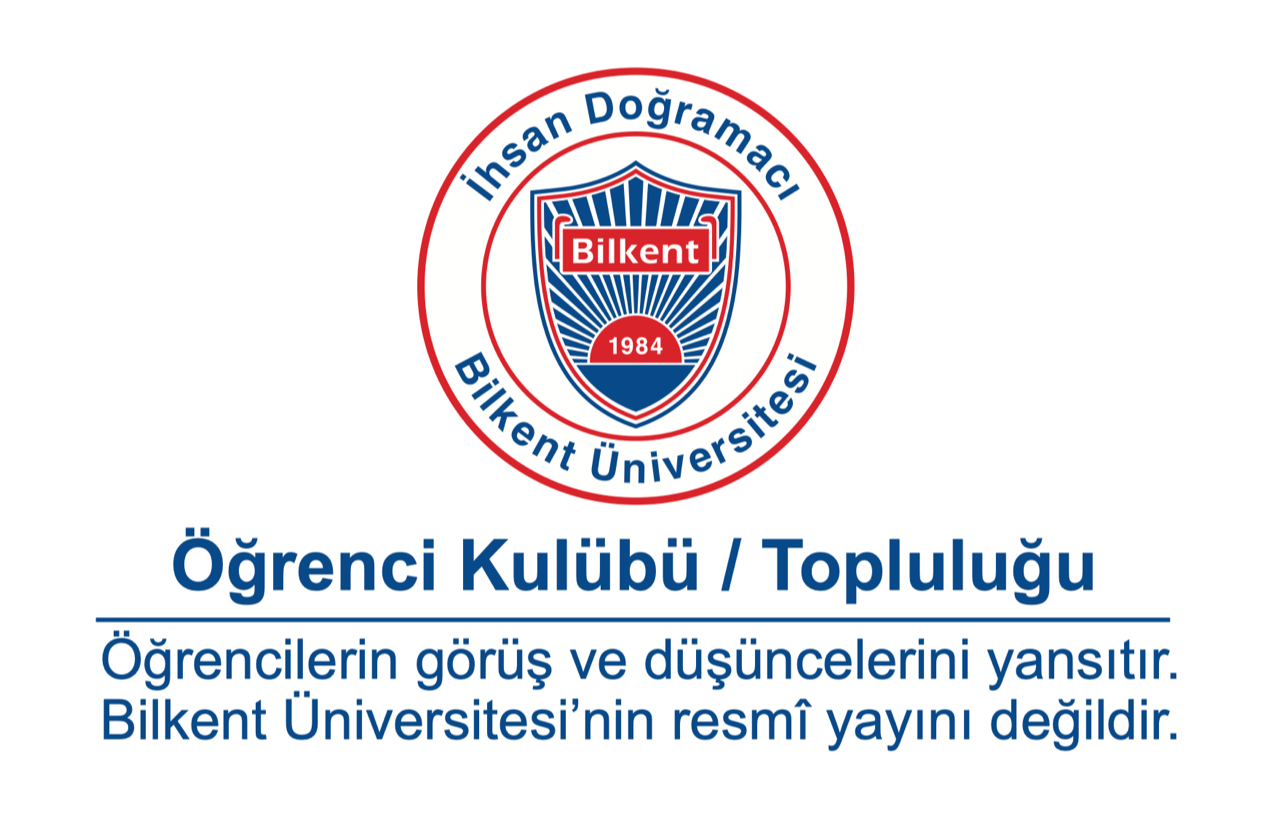 İhsan Doğramacı
Bilkent
1984
Bilkent Üniversitesi
Öğrenci Kulübü / Topluluğu
Öğrencilerin görüş ve düşüncelerini yansıtır.
Bilkent Üniversitesi’nin resmî yayını değildir.